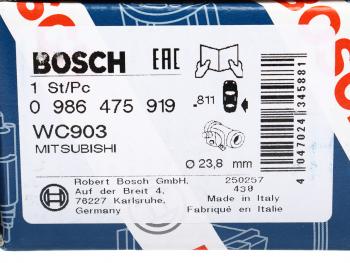 BOSCH
EAC
1 St/Pc
0 986 475 919
.811
WC903
MITSUBISHI
Ø 23,8 mm
Robert Bosch GmbH,
Auf der Breit 4,
76227 Karlsruhe,
Germany
250257
430
Made in Italy
Fabriqué en Italie
4 047024 345881